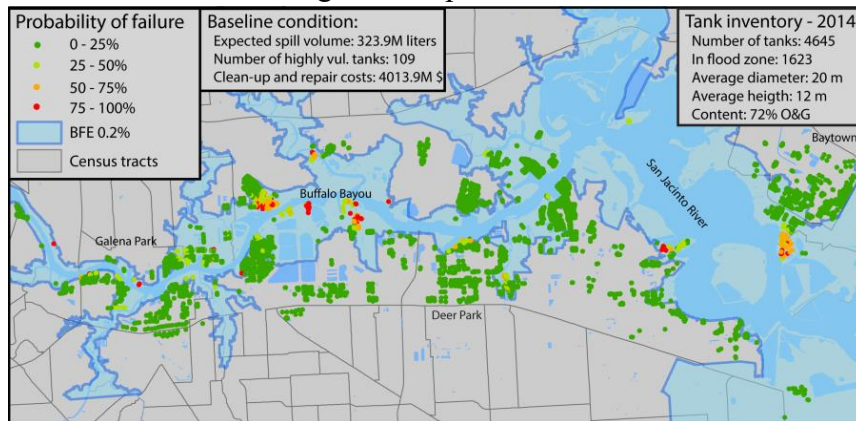 Probability of failure
0 - 25%
25 - 50%
50 - 75%
75 - 100%
BFE 0.2%
Census tracts
Baseline condition:
Expected spill volume: 323.9M liters
Number of highly vul. tanks: 109
Clean-up and repair costs: 4013.9M $
Tank inventory - 2014
Number of tanks: 4645
In flood zone: 1623
Average diameter: 20 m
Average heigth: 12 m
Content: 72% O&G
Baytown
San Jacinto River
Buffalo Bayou
Galena Park
Deer Park